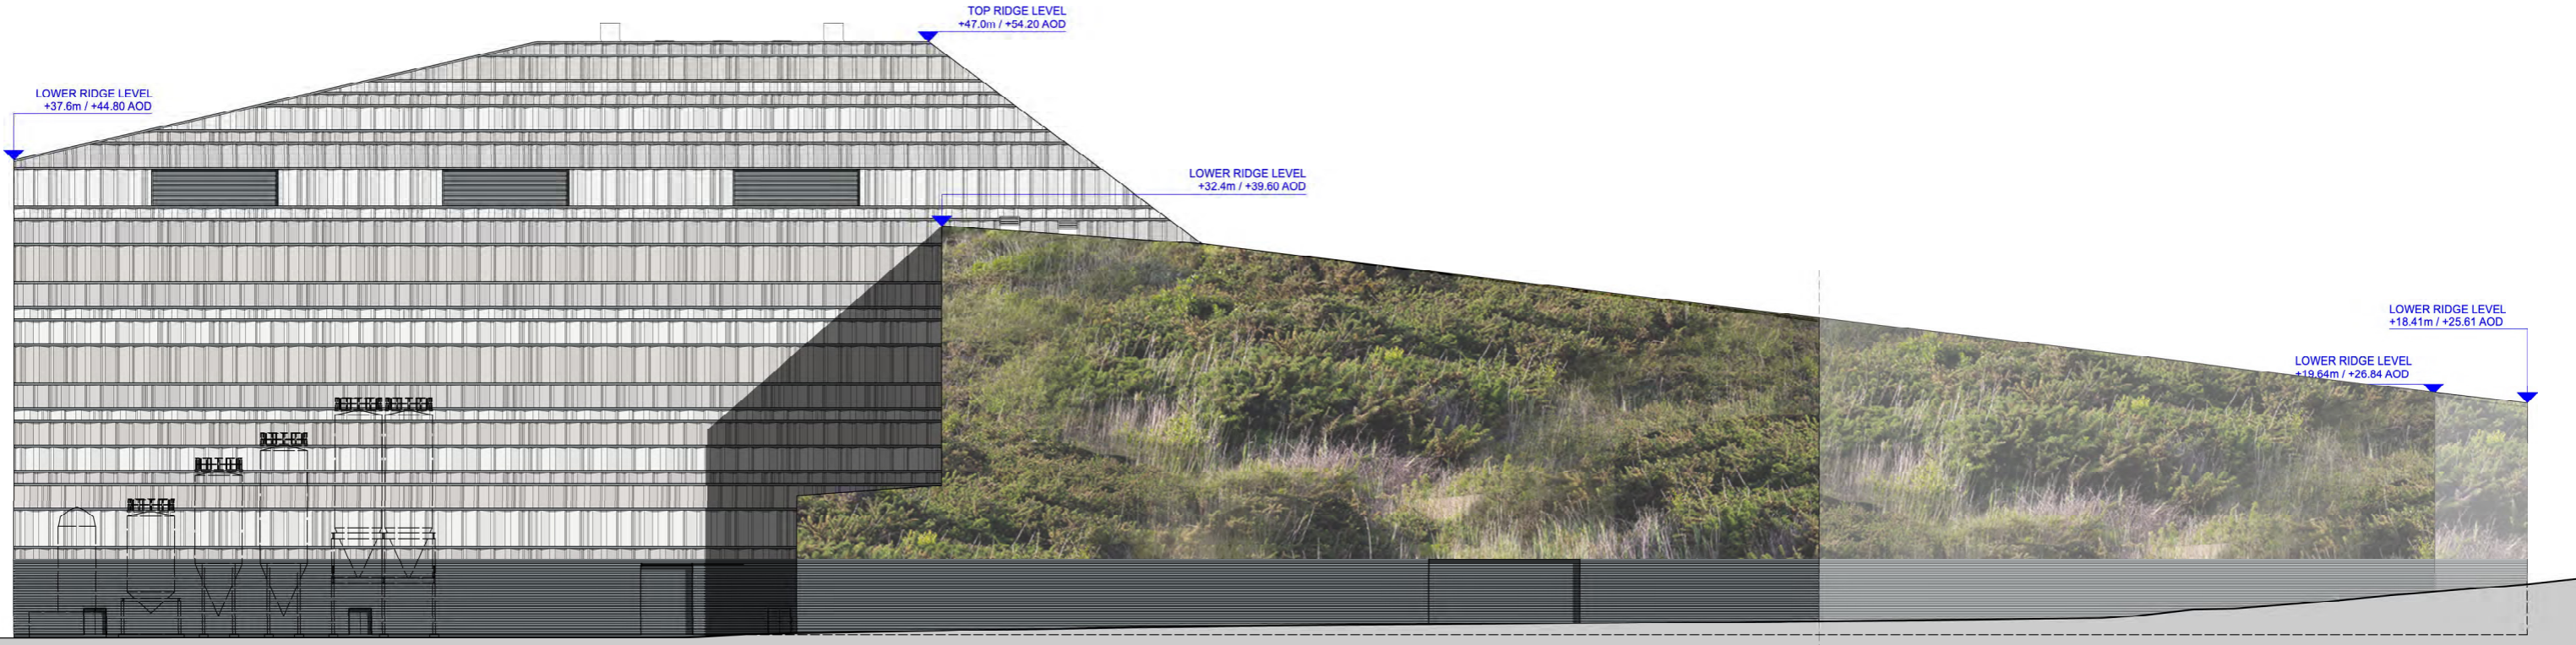 TOP RIDGE LEVEL
+47.0m / +54.20 AOD
LOWER RIDGE LEVEL
+37.6m / +44.80 AOD
LOWER RIDGE LEVEL
+32.4m / +39.60 AOD
LOWER RIDGE LEVEL
+18.41m / +25.61 AOD
LOWER RIDGE LEVEL
+19.64m / +26.84 AOD